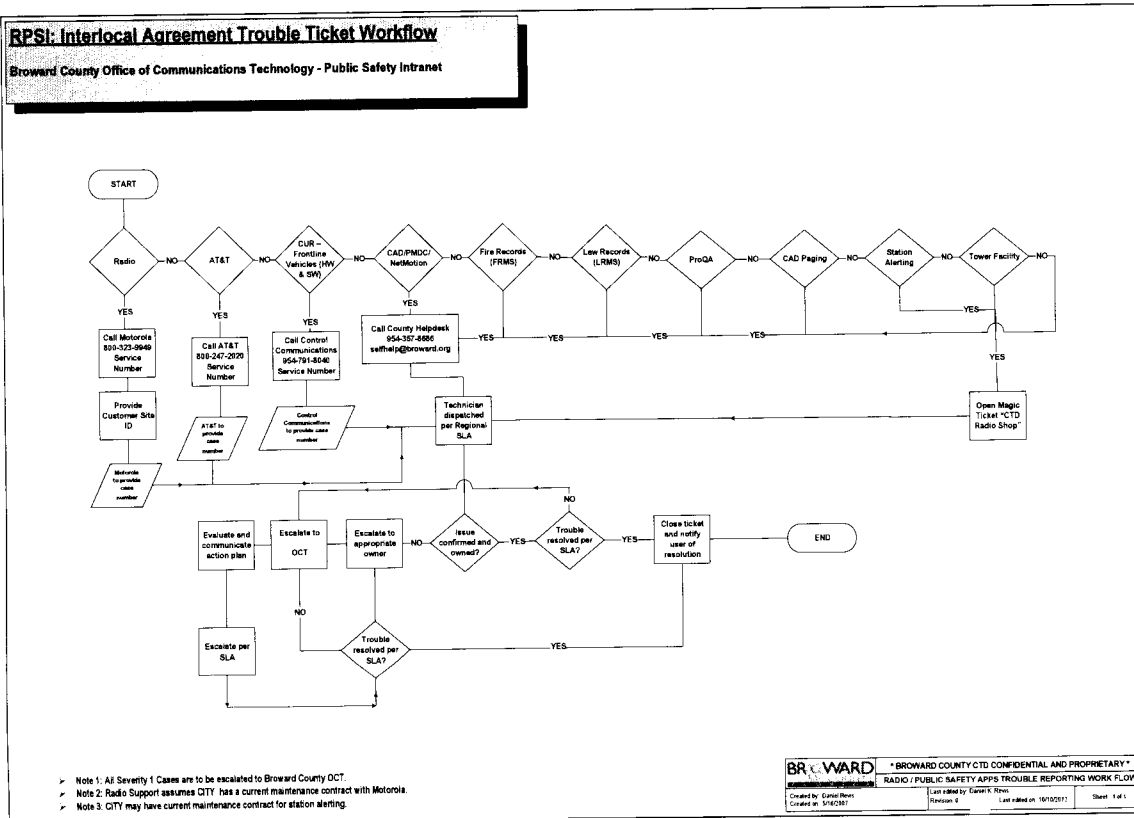 RPSI: Interlocal Agreement Trouble Ticket Workflow
Broward County Office of Communications Technology - Public Safety Intranet
START
Radio
NO
AT&T
NO
CUR –
Frontline
Vehicles (HW
& SW)
NO
CAD/PMDC/
NetMotion
NO
Fire Records
(FRMS)
NO
Law Records
(LRMS)
NO
ProQA
NO
CAD Paging
NO
Station
Alerting
NO
Tower Facility
NO
YES
YES
YES
YES
YES
YES
YES
YES
YES
YES
YES
Call Motorola
800-323-9949
Service
Number
Call AT&T
800-247-2020
Service
Number
Call Control
Communications
954-791-8040
Service Number
Call County Helpdesk
954-357-8686
selfhelp@broward.org
Provide
Customer Site
ID
AT&T to
provide
case
number
Control
Communications
to provide case
number
Technician
dispatched
per Regional
SLA
Open Magic
Ticket "CTD
Radio Shop"
Motorola
to provide
case
number
NO
Evaluate and
communicate
action plan
Escalate to
OCT
Escalate to
appropriate
owner
NO
Issue
confirmed and
owned?
YES
Trouble
resolved per
SLA?
YES
Close ticket
and notify
user of
resolution
END
NO
Escalate per
SLA
Trouble
resolved per
SLA?
YES
➢ Note 1: All Severity 1 Cases are to be escalated to Broward County OCT.
➢ Note 2: Radio Support assumes CITY has a current maintenance contract with Motorola.
➢ Note 3: CITY may have current maintenance contract for station alerting.
BROWARD
* BROWARD COUNTY CTD CONFIDENTIAL AND PROPRIETARY *
RADIO / PUBLIC SAFETY APPS TROUBLE REPORTING WORK FLOW
Created by: Daniel Rews
Created on 5/16/2007
Last edited by: Daniel K. Rews
Revision: 0
Last edited on
Sheet 1 of 1